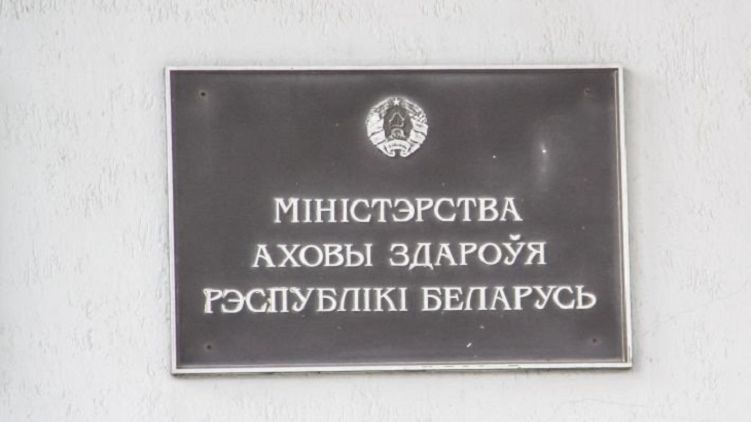 МІНІСТЭРСТВА
АХОВЫ ЗДАРОЎЯ
РЭСПУБЛІКІ БЕЛАРУСЬ